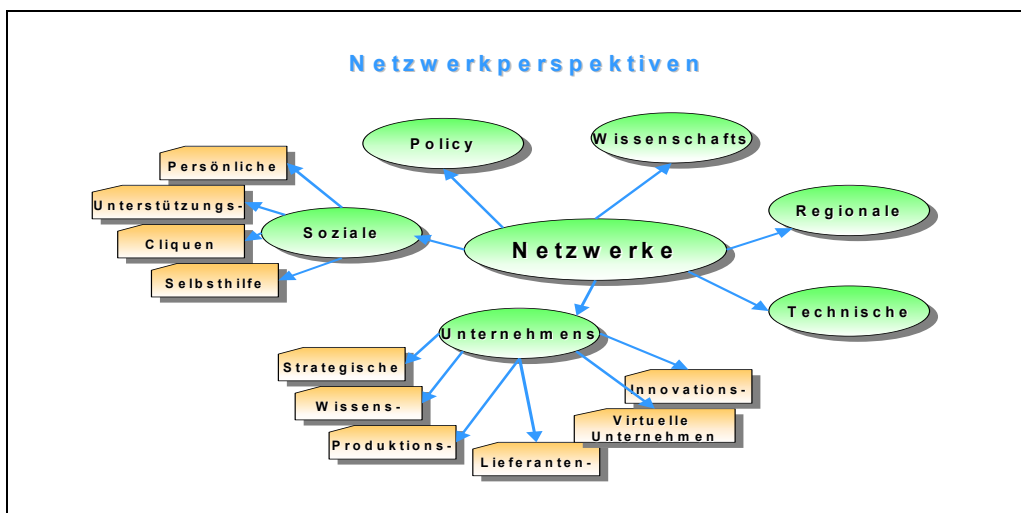 Netzwerkperspektiven
Policy
Wissenschafts
Persönliche
Unterstützungs-
Cliquen
Selbsthilfe
Soziale
Netzwerke
Regionale
Technische
Unternehmens
Strategische
Wissens-
Produktions-
Lieferanten-
Virtuelle
Unternehmen
Innovations-